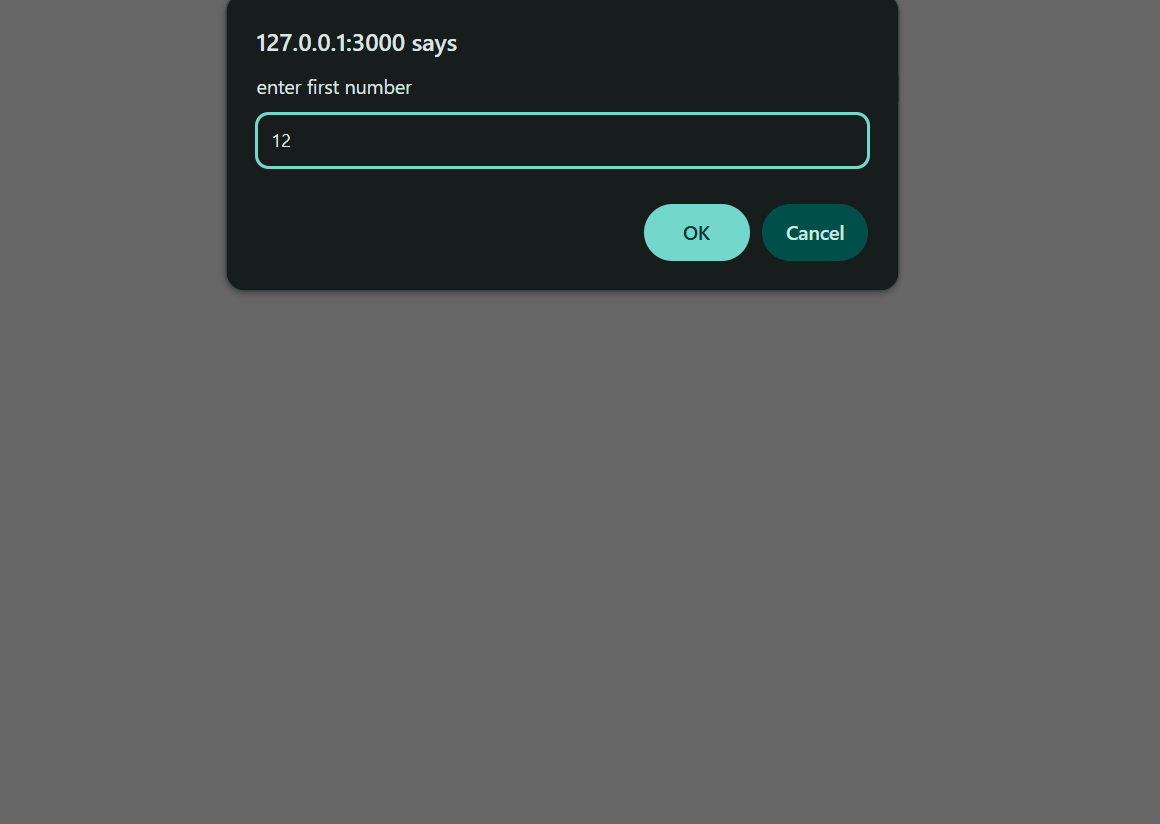 127.0.0.1:3000 says
enter first number
12
OK Cancel